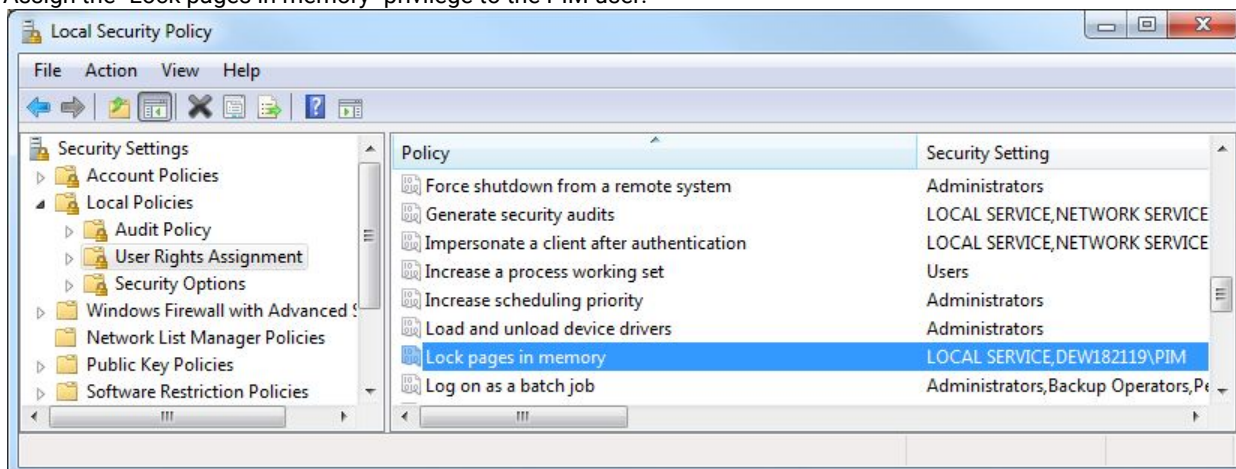 Assign the "Lock pages in memory" privilege to the PIM user:
Local Security Policy
File Action View Help
Security Settings
Account Policies
Local Policies
Audit Policy
User Rights Assignment
Security Options
Windows Firewall with Advanced S
Network List Manager Policies
Public Key Policies
Software Restriction Policies
Policy Security Setting
Force shutdown from a remote system Administrators
Generate security audits LOCAL SERVICE,NETWORK SERVICE
Impersonate a client after authentication LOCAL SERVICE,NETWORK SERVICE
Increase a process working set Users
Increase scheduling priority Administrators
Load and unload device drivers Administrators
Lock pages in memory LOCAL SERVICE,DEW182119\PIM
Log on as a batch job Administrators,Backup Operators,Pe